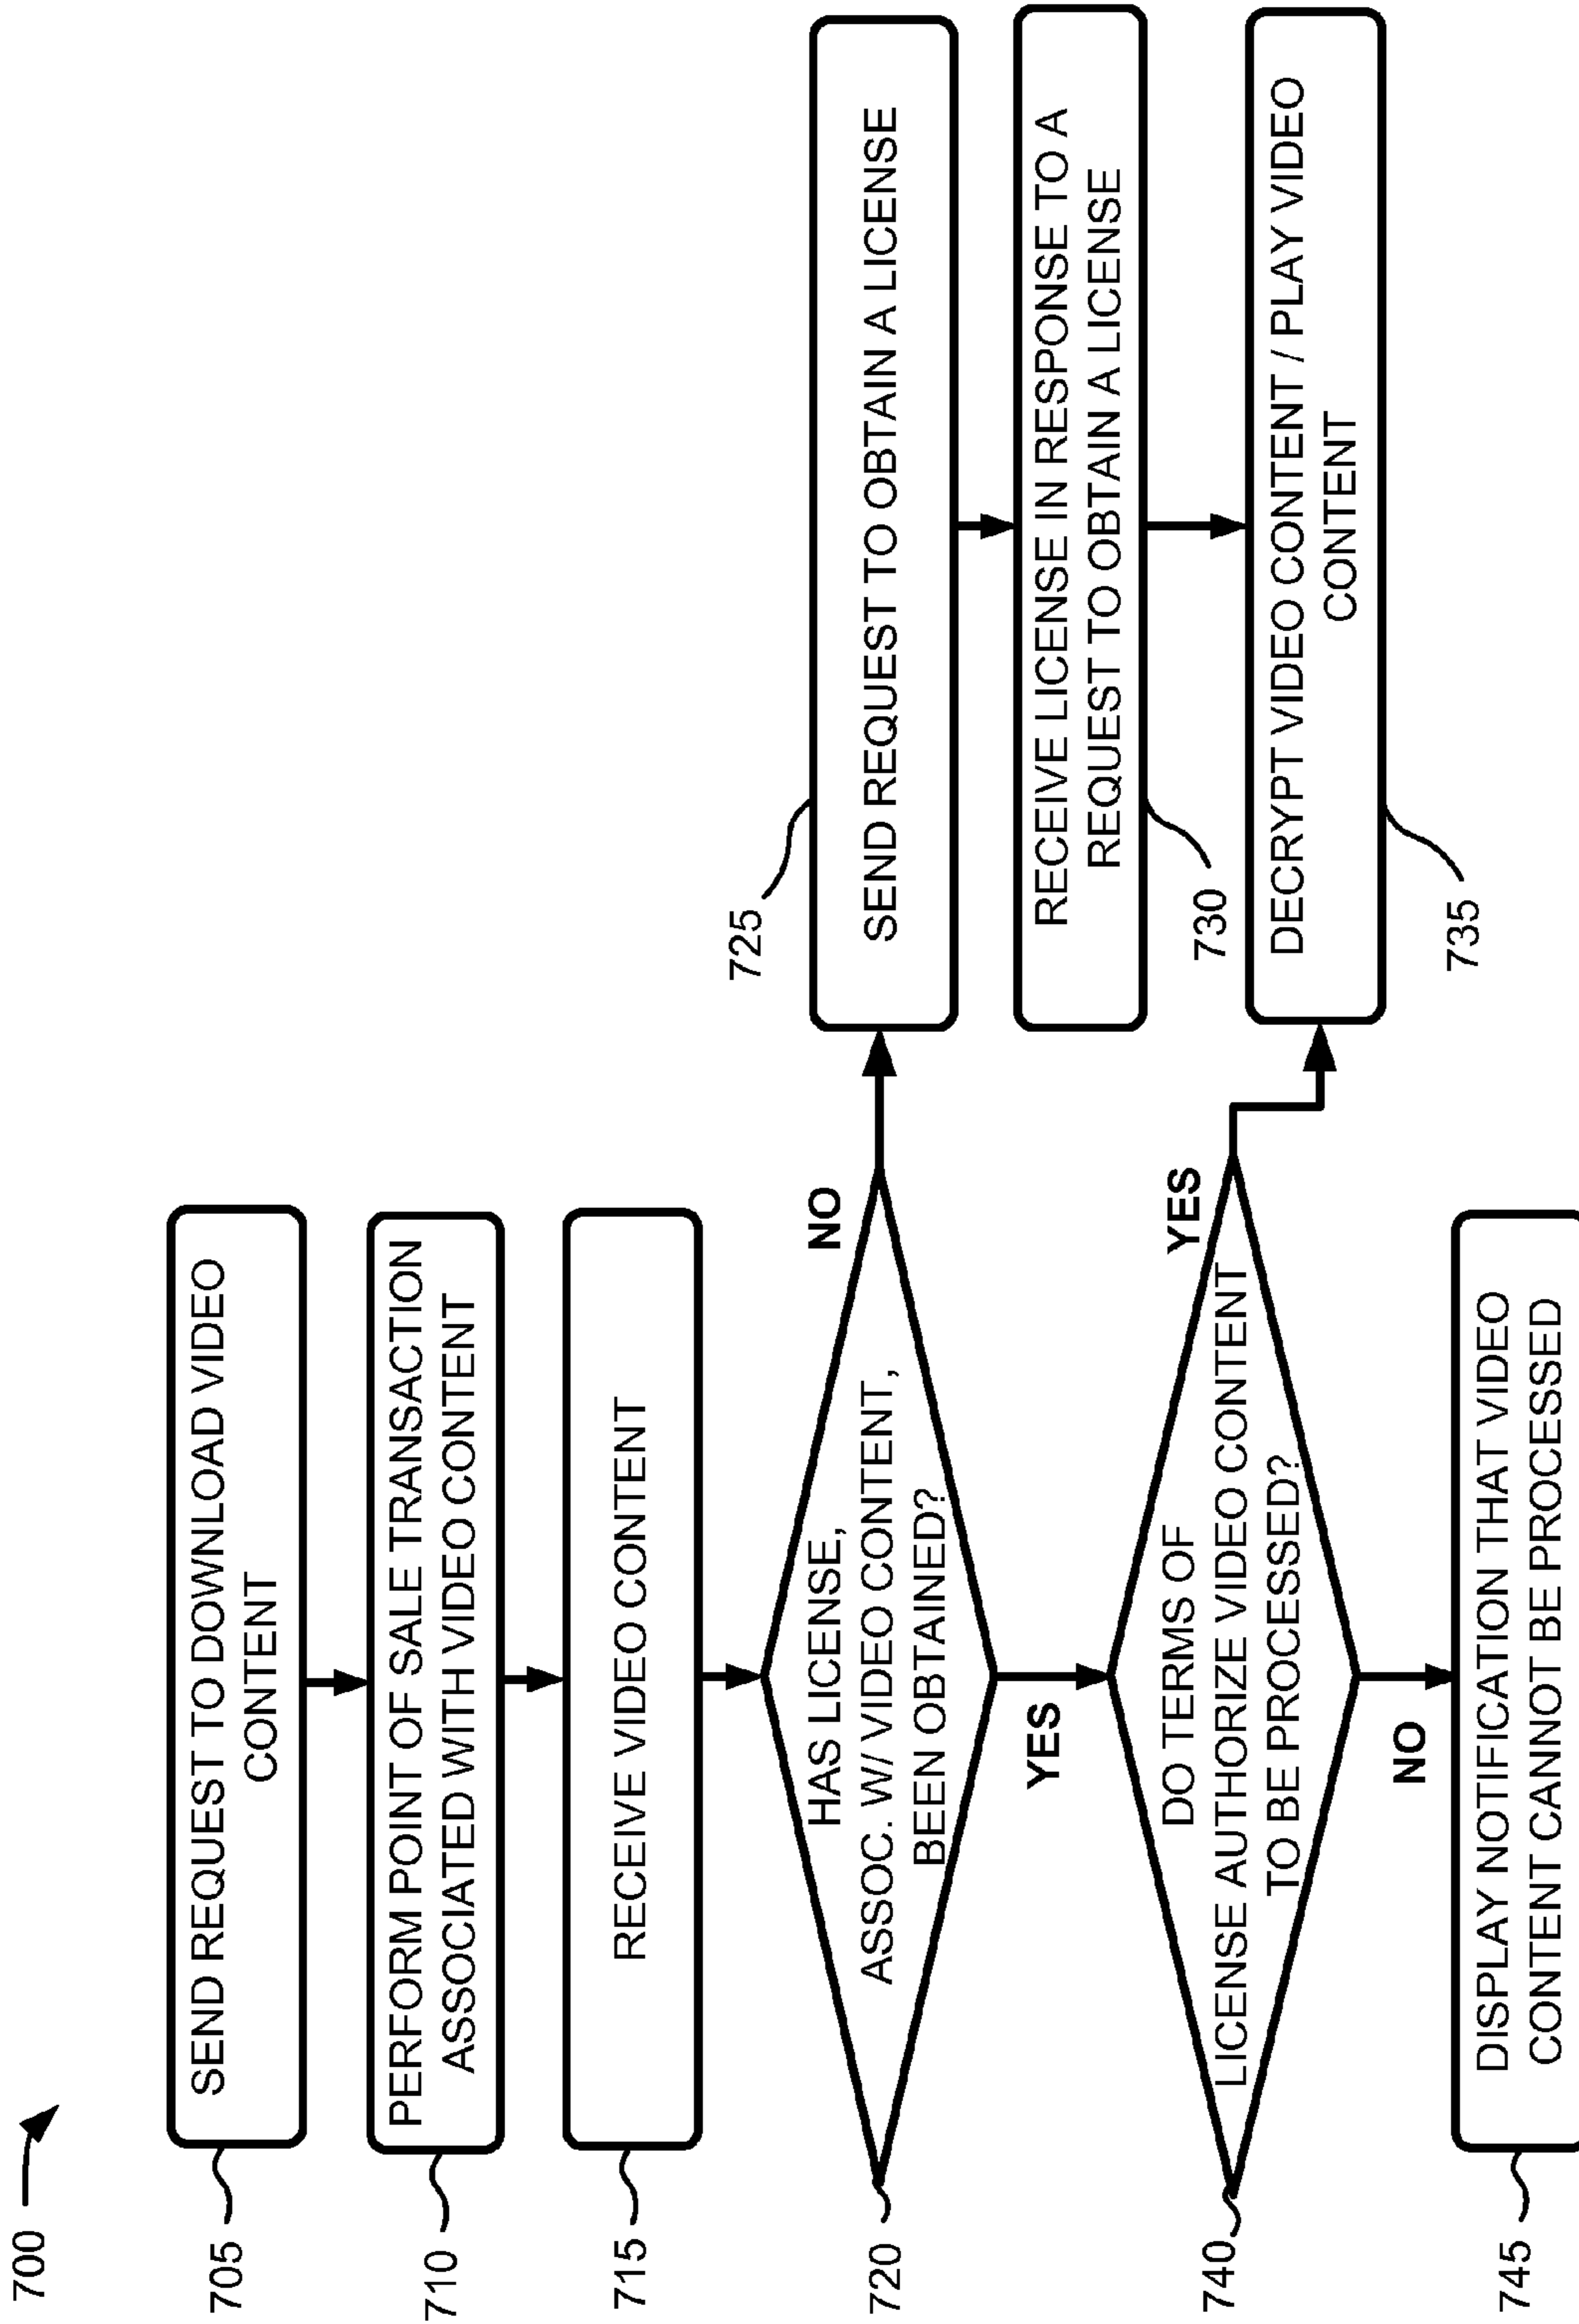 700
705
SEND REQUEST TO DOWNLOAD VIDEO
CONTENT
710
PERFORM POINT OF SALE TRANSACTION
ASSOCIATED WITH VIDEO CONTENT
715
RECEIVE VIDEO CONTENT
720
HAS LICENSE,
ASSOC. W/ VIDEO CONTENT,
BEEN OBTAINED?
NO
YES
725
SEND REQUEST TO OBTAIN A LICENSE
730
RECEIVE LICENSE IN RESPONSE TO A
REQUEST TO OBTAIN A LICENSE
740
DO TERMS OF
LICENSE AUTHORIZE VIDEO CONTENT
TO BE PROCESSED?
YES
NO
735
DECRYPT VIDEO CONTENT / PLAY VIDEO
CONTENT
745
DISPLAY NOTIFICATION THAT VIDEO
CONTENT CANNOT BE PROCESSED